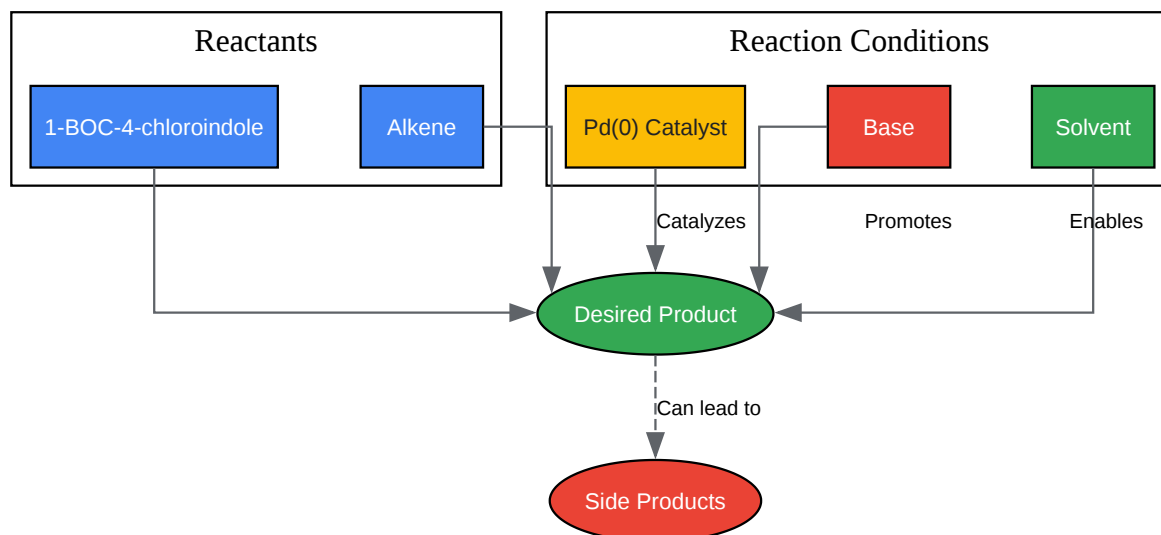 Reactants
Reaction Conditions
1-BOC-4-chloroindole
Alkene
Pd(0) Catalyst
Base
Solvent
Catalyzes
Promotes
Enables
Desired Product
Can lead to
Side Products